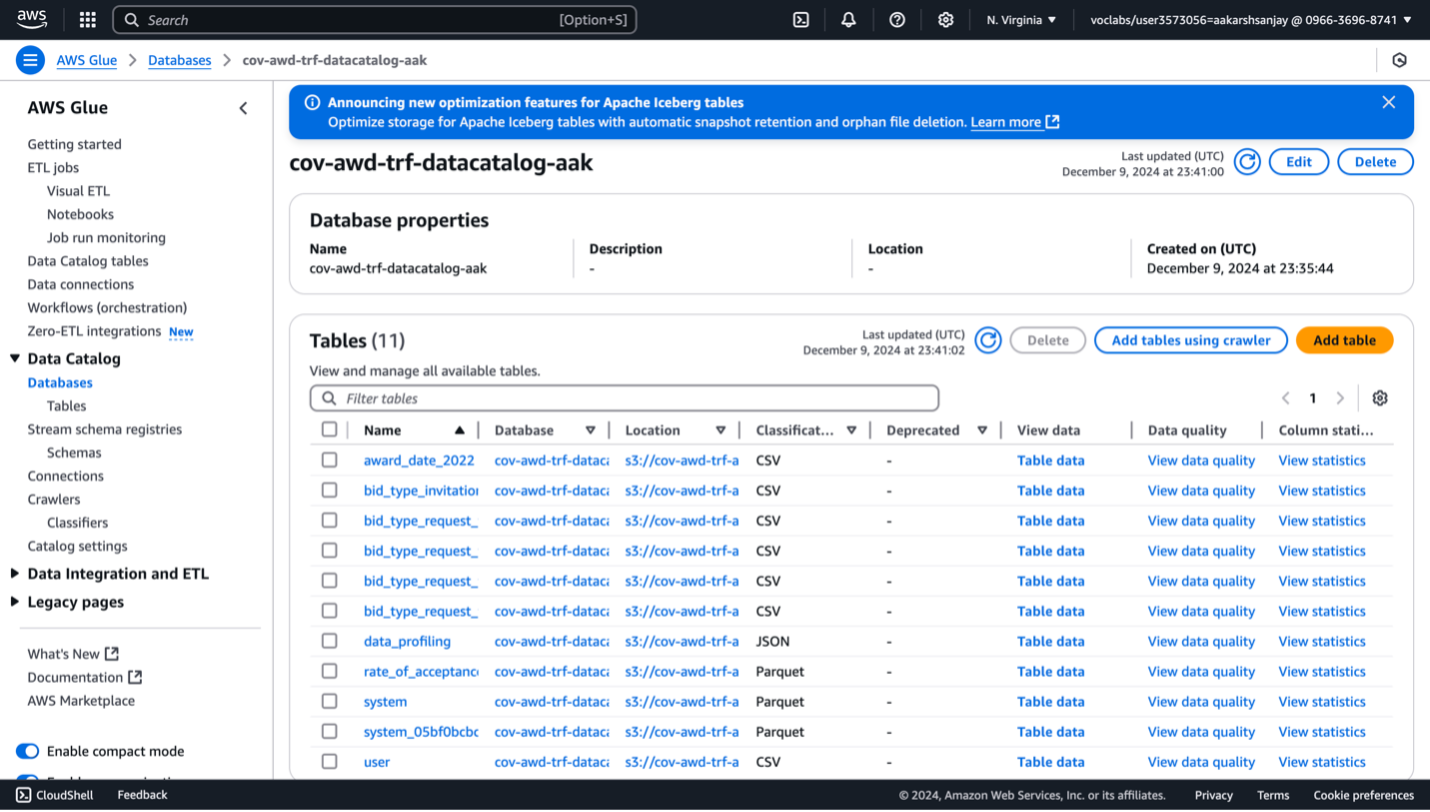 aws
Search
[Option+S]
N. Virginia
voclabs/user3573056=aakarshsanjay @ 0966-3696-8741
AWS Glue
Databases
cov-awd-trf-datacatalog-aak
AWS Glue
Getting started
ETL jobs
Visual ETL
Notebooks
Job run monitoring
Data Catalog tables
Data connections
Workflows (orchestration)
Zero-ETL integrations New
Data Catalog
Databases
Tables
Stream schema registries
Schemas
Connections
Crawlers
Classifiers
Catalog settings
Data Integration and ETL
Legacy pages
What's New
Documentation
AWS Marketplace
Enable compact mode
Announcing new optimization features for Apache Iceberg tables
Optimize storage for Apache Iceberg tables with automatic snapshot retention and orphan file deletion. Learn more
cov-awd-trf-datacatalog-aak
Last updated (UTC)
December 9, 2024 at 23:41:00
Edit
Delete
Database properties
Name
cov-awd-trf-datacatalog-aak
Description
-
Location
-
Created on (UTC)
December 9, 2024 at 23:35:44
Tables (11)
Last updated (UTC)
December 9, 2024 at 23:41:02
Delete
Add tables using crawler
Add table
View and manage all available tables.
Filter tables
1
Name Database Location Classificat... Deprecated View data Data quality Column stati...
award_date_2022 cov-awd-trf-datac s3://cov-awd-trf-a CSV - Table data View data quality View statistics
bid_type_invitation cov-awd-trf-datac s3://cov-awd-trf-a CSV - Table data View data quality View statistics
bid_type_request_ cov-awd-trf-datac s3://cov-awd-trf-a CSV - Table data View data quality View statistics
bid_type_request_ cov-awd-trf-datac s3://cov-awd-trf-a CSV - Table data View data quality View statistics
bid_type_request_ cov-awd-trf-datac s3://cov-awd-trf-a CSV - Table data View data quality View statistics
bid_type_request_ cov-awd-trf-datac s3://cov-awd-trf-a CSV - Table data View data quality View statistics
data_profiling cov-awd-trf-datac s3://cov-awd-trf-a JSON - Table data View data quality View statistics
rate_of_acceptanc cov-awd-trf-datac s3://cov-awd-trf-a Parquet - Table data View data quality View statistics
system cov-awd-trf-datac s3://cov-awd-trf-a Parquet - Table data View data quality View statistics
system_05bf0bcbc cov-awd-trf-datac s3://cov-awd-trf-a Parquet - Table data View data quality View statistics
user cov-awd-trf-datac s3://cov-awd-trf-a CSV - Table data View data quality View statistics
CloudShell
Feedback
© 2024, Amazon Web Services, Inc. or its affiliates.
Privacy
Terms
Cookie preferences